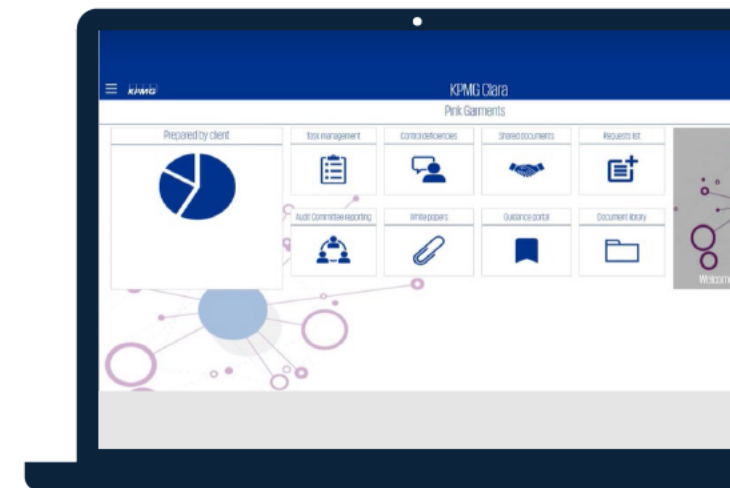 KPMG
KPMG Clara
Pink Garments
Prepared by client
Task management
Control deficiencies
Shared documents
Requests list
Audit Committee reporting
White papers
Guidance portal
Document library
Welcome